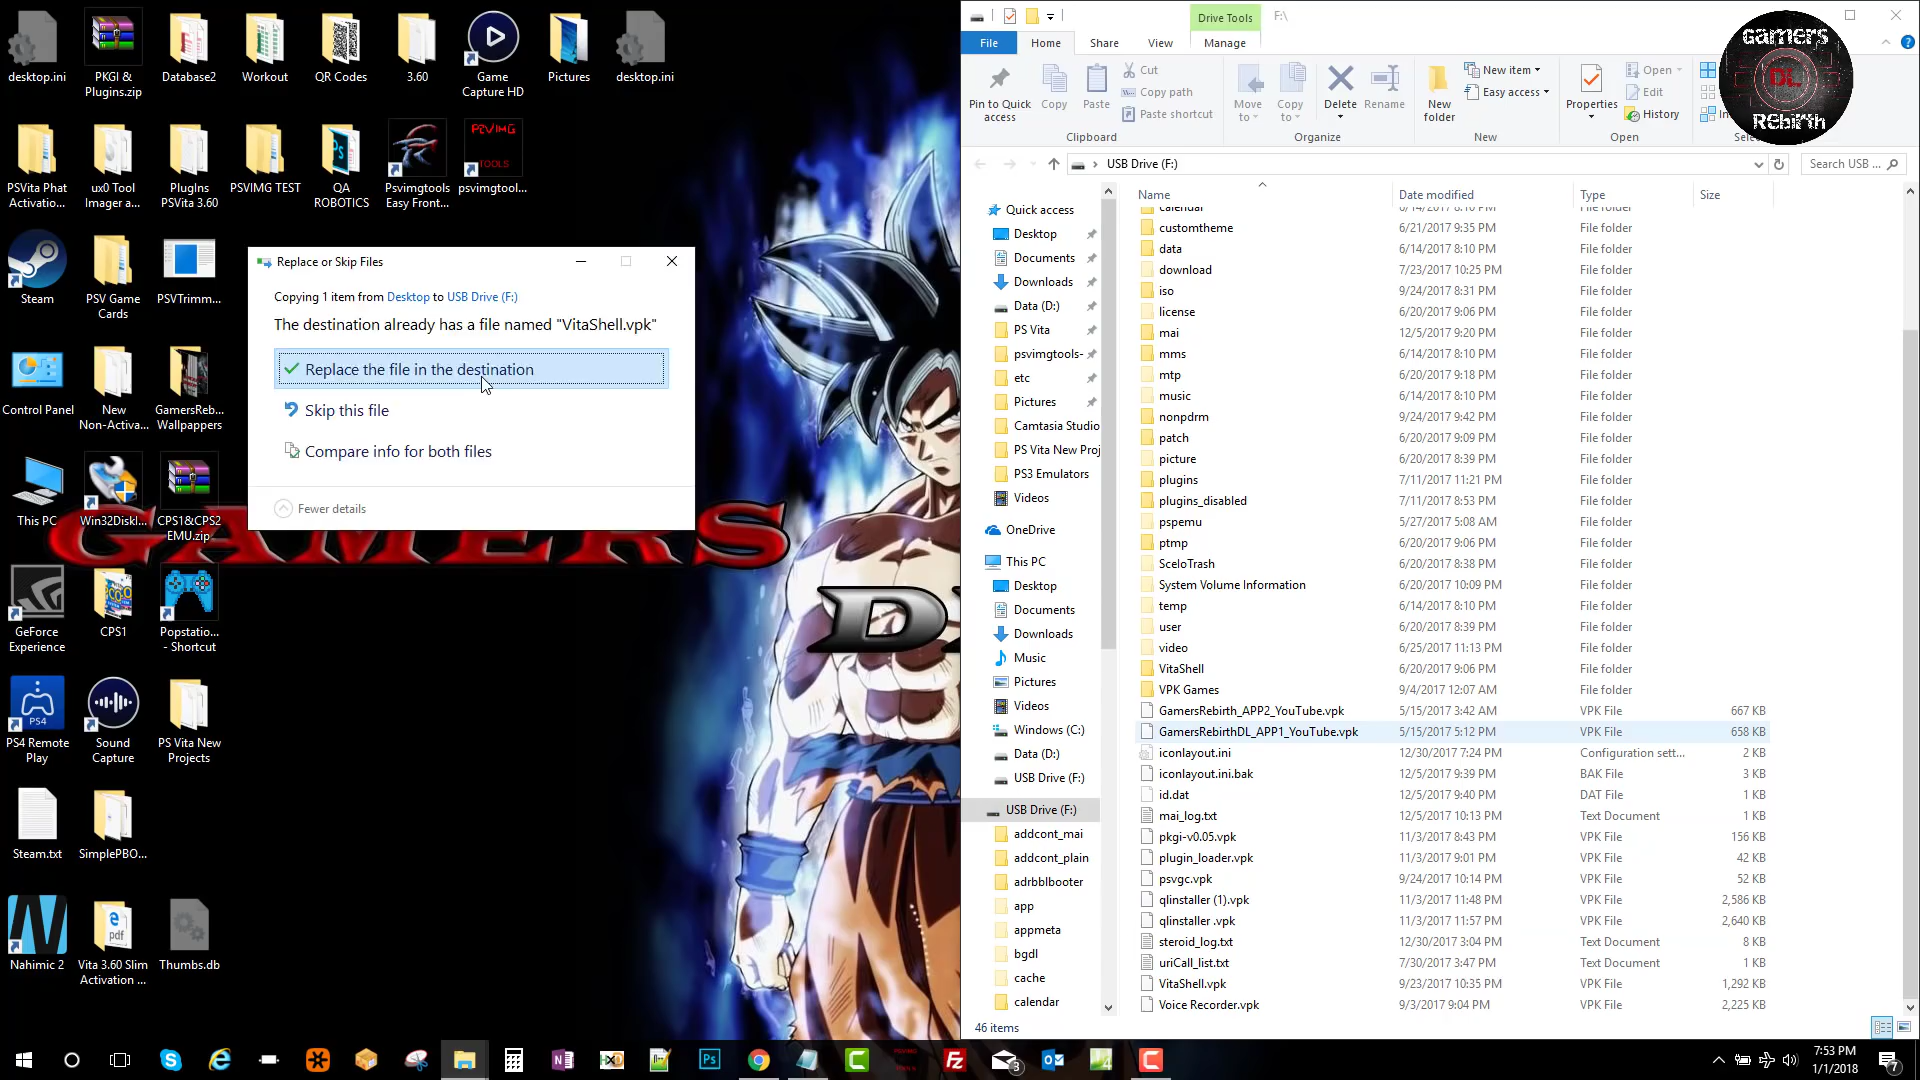 desktop.ini
PKGI &
Plugins.zip
Database2
Workout
QR Codes
3.60
Game
Capture HD
Pictures
desktop.ini
PSVita Phat
Activatio...
ux0 Tool
Imager a...
PlugIns
PSVita 3.60
PSVIMG TEST
QA
ROBOTICS
Psvimgtools
Easy Front...
PSVIMG
TOOLS
psvimgtool...
Steam
PSV Game
Cards
PSVTrimm...
Control Panel
New
Non-Activa...
GamersReb...
Wallpappers
This PC
Win32DiskI...
CPS1&CPS2
EMU.zip
GeForce
Experience
CPS1
Popstatio...
- Shortcut
PS4 Remote
Play
Sound
Capture
PS Vita New
Projects
Steam.txt
SimplePBO...
Nahimic 2
Vita 3.60 Slim
Activation ...
Thumbs.db
GAMERS
Replace or Skip Files
Copying 1 item from Desktop to USB Drive (F:)
The destination already has a file named "VitaShell.vpk"
Replace the file in the destination
Skip this file
Compare info for both files
Fewer details
Drive Tools
F:\
File
Home
Share
View
Manage
Pin to Quick
access
Copy
Paste
Cut
Copy path
Paste shortcut
Clipboard
Move
to
Copy
to
Delete
Rename
Organize
New
folder
New item
Easy access
New
Properties
Open
Edit
History
Open
Gamers
DL
REbirth
USB Drive (F:)
Search USB ...
Quick access
Desktop
Documents
Downloads
Data (D:)
PS Vita
psvimgtools-
etc
Pictures
Camtasia Studio
PS Vita New Proj
PS3 Emulators
Videos
OneDrive
This PC
Desktop
Documents
Downloads
Music
Pictures
Videos
Windows (C:)
Data (D:)
USB Drive (F:)
USB Drive (F:)
addcont_mai
addcont_plain
adrbblbooter
app
appmeta
bgdl
cache
calendar
Name Date modified Type Size
calendar 6/14/2017 8:10 PM File folder
customtheme 6/21/2017 9:35 PM File folder
data 6/14/2017 8:10 PM File folder
download 7/23/2017 10:25 PM File folder
iso 9/24/2017 8:31 PM File folder
license 6/20/2017 9:06 PM File folder
mai 12/5/2017 9:20 PM File folder
mms 6/14/2017 8:10 PM File folder
mtp 6/20/2017 9:18 PM File folder
music 6/14/2017 8:10 PM File folder
nonpdrm 9/24/2017 9:42 PM File folder
patch 6/20/2017 9:09 PM File folder
picture 6/20/2017 8:39 PM File folder
plugins 7/11/2017 11:21 PM File folder
plugins_disabled 7/11/2017 8:53 PM File folder
pspemu 5/27/2017 5:08 AM File folder
ptmp 6/20/2017 9:06 PM File folder
SceloTrash 6/20/2017 8:38 PM File folder
System Volume Information 6/20/2017 10:09 PM File folder
temp 6/14/2017 8:10 PM File folder
user 6/20/2017 8:39 PM File folder
video 6/25/2017 11:13 PM File folder
VitaShell 6/20/2017 9:06 PM File folder
VPK Games 9/4/2017 12:07 AM File folder
GamersRebirth_APP2_YouTube.vpk 5/15/2017 3:42 AM VPK File 667 KB
GamersRebirthDL_APP1_YouTube.vpk 5/15/2017 5:12 PM VPK File 658 KB
iconlayout.ini 12/30/2017 7:24 PM Configuration sett... 2 KB
iconlayout.ini.bak 12/5/2017 9:39 PM BAK File 3 KB
id.dat 12/5/2017 9:40 PM DAT File 1 KB
mai_log.txt 12/5/2017 10:13 PM Text Document 1 KB
pkgi-v0.05.vpk 11/3/2017 8:43 PM VPK File 156 KB
plugin_loader.vpk 11/3/2017 9:01 PM VPK File 42 KB
psvgc.vpk 9/24/2017 10:14 PM VPK File 52 KB
qlinstaller (1).vpk 11/3/2017 11:48 PM VPK File 2,586 KB
qlinstaller .vpk 11/3/2017 11:57 PM VPK File 2,640 KB
steroid_log.txt 12/30/2017 3:04 PM Text Document 8 KB
uriCall_list.txt 7/30/2017 3:47 PM Text Document 1 KB
VitaShell.vpk 9/23/2017 10:35 PM VPK File 1,292 KB
Voice Recorder.vpk 9/3/2017 9:04 PM VPK File 2,225 KB
46 items
7:53 PM
1/1/2018